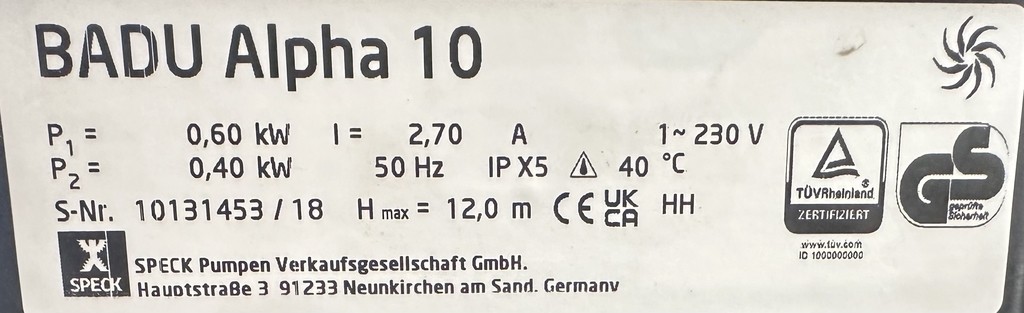 BADU Alpha 10
P1 = 0,60 kW I = 2,70 A 1~ 230 V
P2 = 0,40 kW 50 Hz IP X5 40 °C
S-Nr. 10131453 / 18 H max = 12,0 m CE UK CA HH
TÜVRheinland®
ZERTIFIZIERT
www.tuv.com
ID 1000000000
GS
geprüfte
Sicherheit
SPECK
SPECK Pumpen Verkaufsgesellschaft GmbH.
Hauptstraße 3 91233 Neunkirchen am Sand. Germany